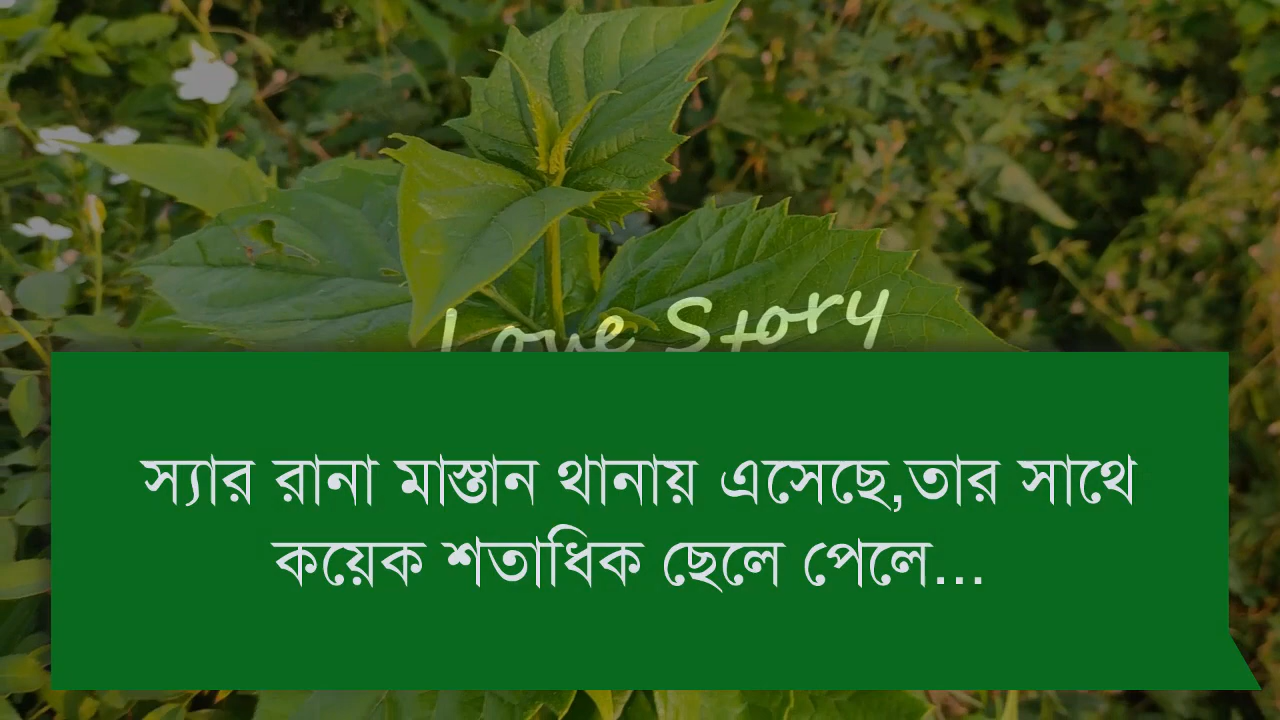 Love Story
স্যার রানা মাস্তান থানায় এসেছে,তার সাথে
কয়েক শতাধিক ছেলে পেলে...